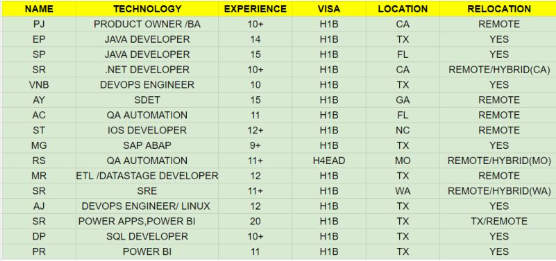 NAME TECHNOLOGY EXPERIENCE VISA LOCATION RELOCATION
PJ PRODUCT OWNER /BA 10+ H1B CA REMOTE
EP JAVA DEVELOPER 14 H1B TX YES
SP JAVA DEVELOPER 15 H1B FL YES
SR .NET DEVELOPER 10+ H1B CA REMOTE/HYBRID(CA)
VNB DEVOPS ENGINEER 10 H1B TX YES
AY SDET 15 H1B GA REMOTE
AC QA AUTOMATION 11 H1B FL REMOTE
ST IOS DEVELOPER 12+ H1B NC REMOTE
MG SAP ABAP 9+ H1B TX YES
RS QA AUTOMATION 11+ H4EAD MO REMOTE/HYBRID(MO)
MR ETL /DATASTAGE DEVELOPER 12 H1B TX REMOTE
SR SRE 11+ H1B WA REMOTE/HYBRID(WA)
AJ DEVOPS ENGINEER/ LINUX 12 H1B TX YES
SR POWER APPS,POWER BI 20 H1B TX TX/REMOTE
DP SQL DEVELOPER 10+ H1B TX YES
PR POWER BI 11 H1B TX YES